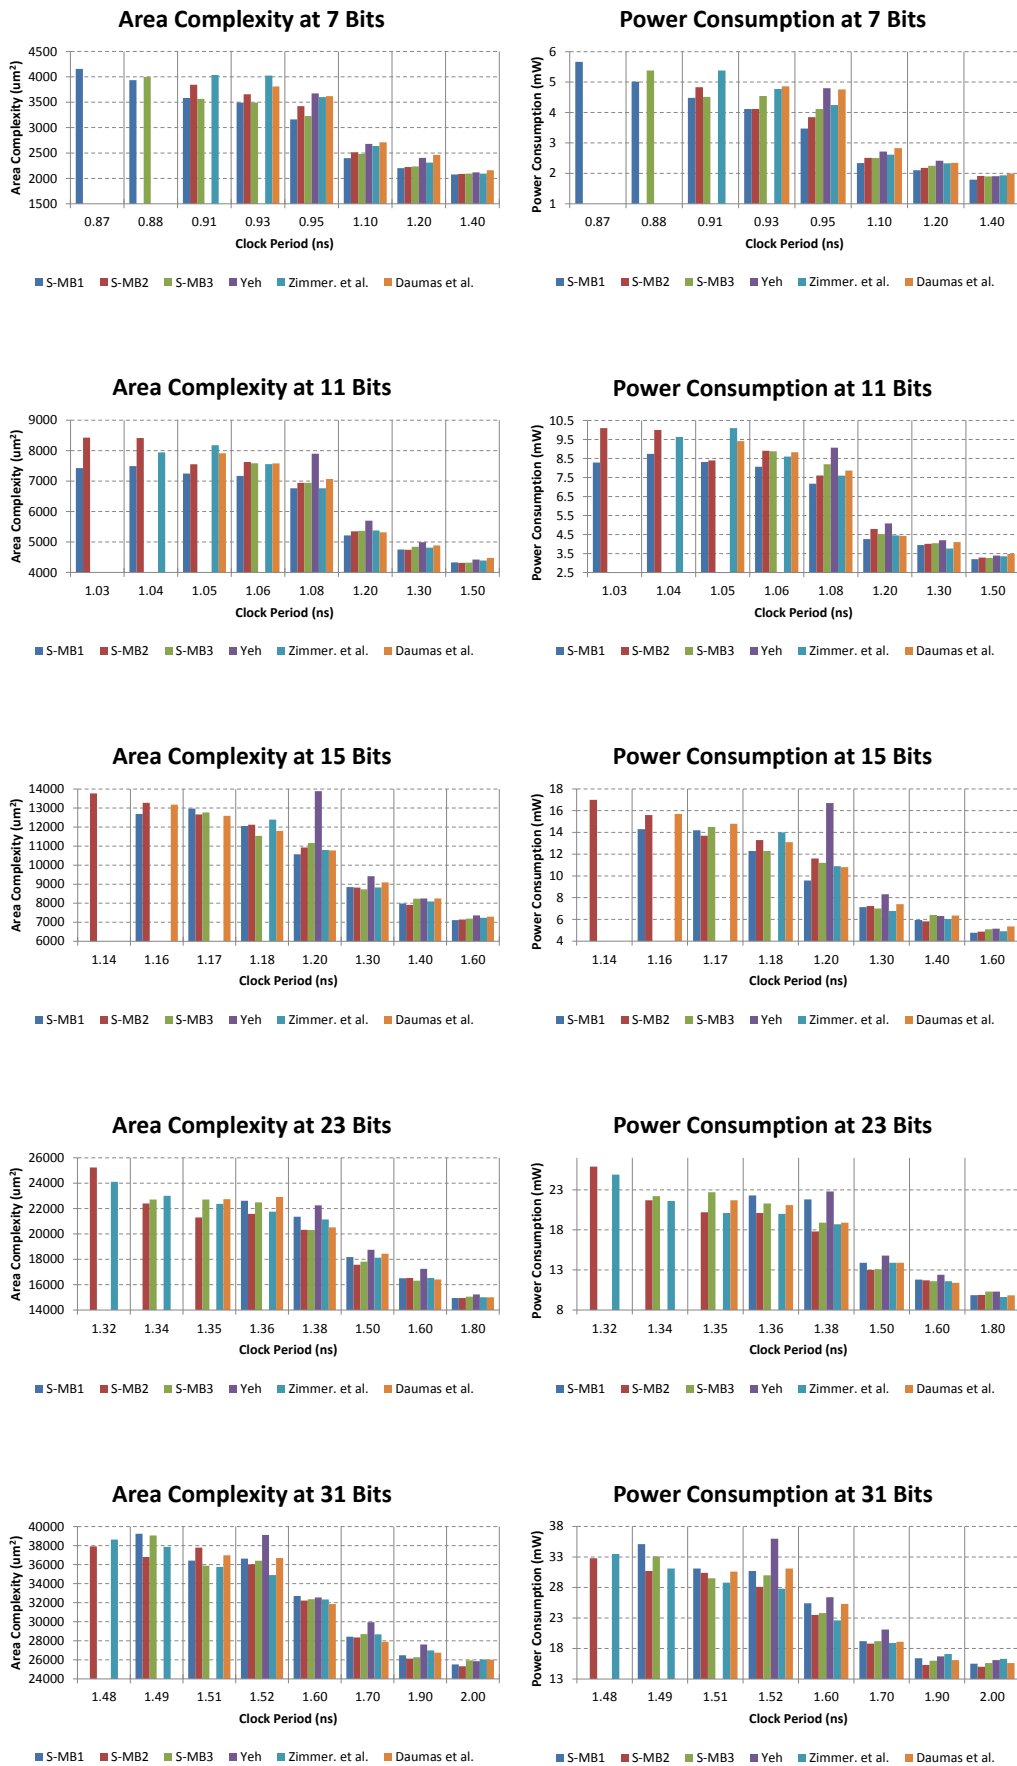 Area Complexity at 7 Bits
Area Complexity (um²)
4500
4000
3500
3000
2500
2000
1500
0.87 0.88 0.91 0.93 0.95 1.10 1.20 1.40
Clock Period (ns)
S-MB1 S-MB2 S-MB3 Yeh Zimmer. et al. Daumas et al.
Power Consumption at 7 Bits
Power Consumption (mW)
6
5
4
3
2
1
0.87 0.88 0.91 0.93 0.95 1.10 1.20 1.40
Clock Period (ns)
S-MB1 S-MB2 S-MB3 Yeh Zimmer. et al. Daumas et al.
Area Complexity at 11 Bits
Area Complexity (um²)
9000
8000
7000
6000
5000
4000
1.03 1.04 1.05 1.06 1.08 1.20 1.30 1.50
Clock Period (ns)
S-MB1 S-MB2 S-MB3 Yeh Zimmer. et al. Daumas et al.
Power Consumption at 11 Bits
Power Consumption (mW)
10.5
9.5
8.5
7.5
6.5
5.5
4.5
3.5
2.5
1.03 1.04 1.05 1.06 1.08 1.20 1.30 1.50
Clock Period (ns)
S-MB1 S-MB2 S-MB3 Yeh Zimmer. et al. Daumas et al.
Area Complexity at 15 Bits
Area Complexity (um²)
14000
13000
12000
11000
10000
9000
8000
7000
6000
1.14 1.16 1.17 1.18 1.20 1.30 1.40 1.60
Clock Period (ns)
S-MB1 S-MB2 S-MB3 Yeh Zimmer. et al. Daumas et al.
Power Consumption at 15 Bits
Power Consumption (mW)
18
16
14
12
10
8
6
4
1.14 1.16 1.17 1.18 1.20 1.30 1.40 1.60
Clock Period (ns)
S-MB1 S-MB2 S-MB3 Yeh Zimmer. et al. Daumas et al.
Area Complexity at 23 Bits
Area Complexity (um²)
26000
24000
22000
20000
18000
16000
14000
1.32 1.34 1.35 1.36 1.38 1.50 1.60 1.80
Clock Period (ns)
S-MB1 S-MB2 S-MB3 Yeh Zimmer. et al. Daumas et al.
Power Consumption at 23 Bits
Power Consumption (mW)
23
18
13
8
1.32 1.34 1.35 1.36 1.38 1.50 1.60 1.80
Clock Period (ns)
S-MB1 S-MB2 S-MB3 Yeh Zimmer. et al. Daumas et al.
Area Complexity at 31 Bits
Area Complexity (um²)
40000
38000
36000
34000
32000
30000
28000
26000
24000
1.48 1.49 1.51 1.52 1.60 1.70 1.90 2.00
Clock Period (ns)
S-MB1 S-MB2 S-MB3 Yeh Zimmer. et al. Daumas et al.
Power Consumption at 31 Bits
Power Consumption (mW)
38
33
28
23
18
13
1.48 1.49 1.51 1.52 1.60 1.70 1.90 2.00
Clock Period (ns)
S-MB1 S-MB2 S-MB3 Yeh Zimmer. et al. Daumas et al.